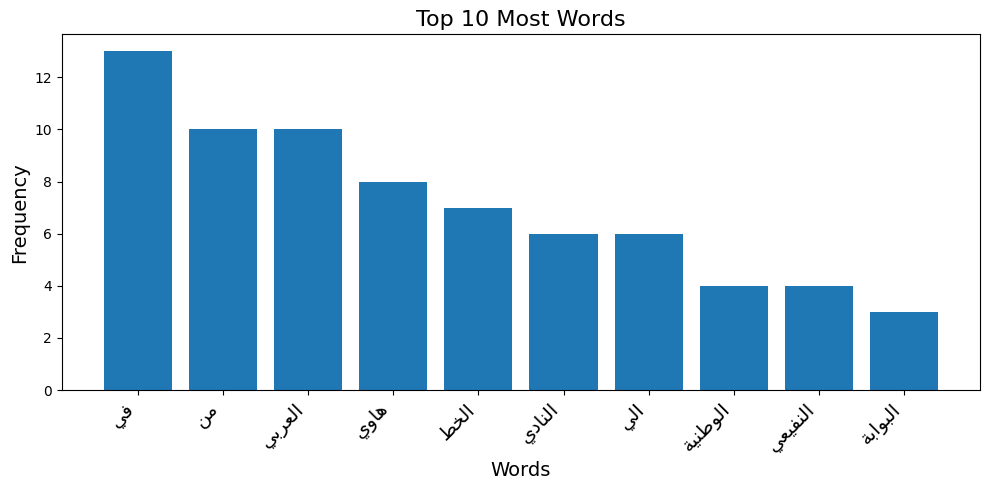 Top 10 Most Words
Frequency
12
10
8
6
4
2
0
في
من
العربي
هاوي
الخط
النادي
الي
الوطنية
النفيعي
البوابة
Words